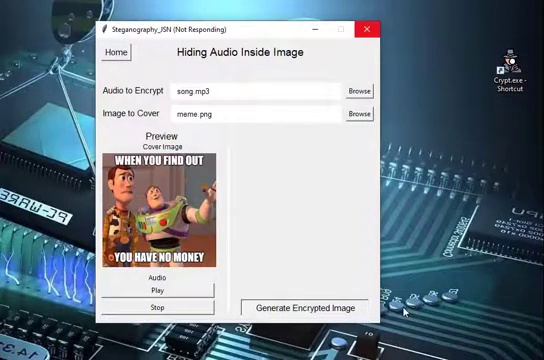 Steganography_JSN (Not Responding)
Home
Hiding Audio Inside Image
Audio to Encrypt
song.mp3
Browse
Image to Cover
meme.png
Browse
Preview
Cover Image
WHEN YOU FIND OUT
YOU HAVE NO MONEY
Audio
Play
Stop
Generate Encrypted Image
Crypt.exe -
Shortcut
PC-WARE